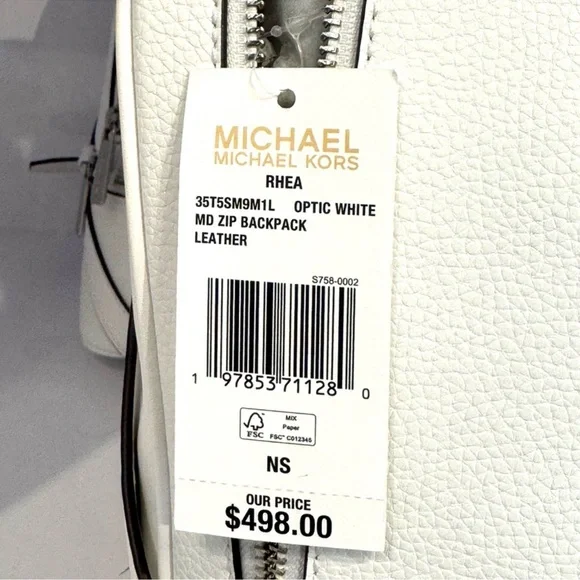 MICHAEL
MICHAEL KORS
RHEA
35T5SM9M1L OPTIC WHITE
MD ZIP BACKPACK
LEATHER
S758-0002
1 97853 71128 0
FSC
MIX
Paper
FSC® C012345
NS
OUR PRICE
$498.00